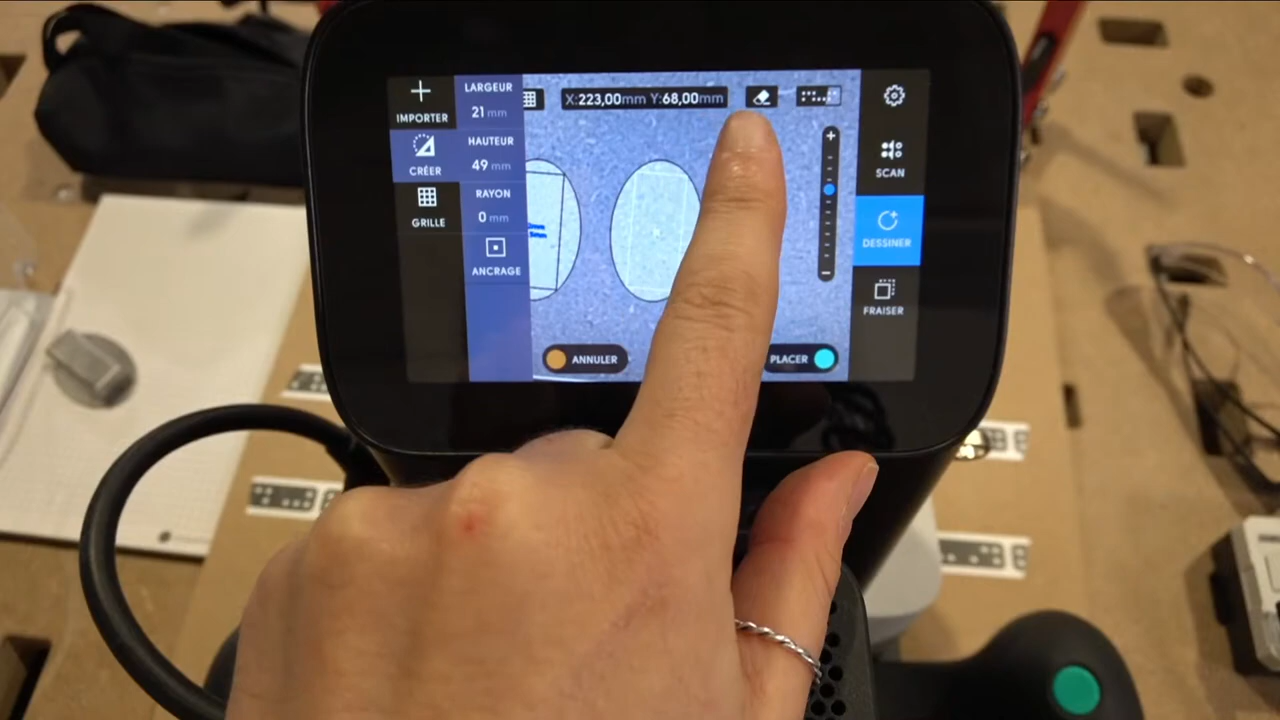 IMPORTER
CRÉER
GRILLE
LARGEUR
21 mm
HAUTEUR
49 mm
RAYON
0 mm
ANCRAGE
X:223,00mm Y:68,00mm
+
−
ANNULER
PLACER
SCAN
DESSINER
FRAISER